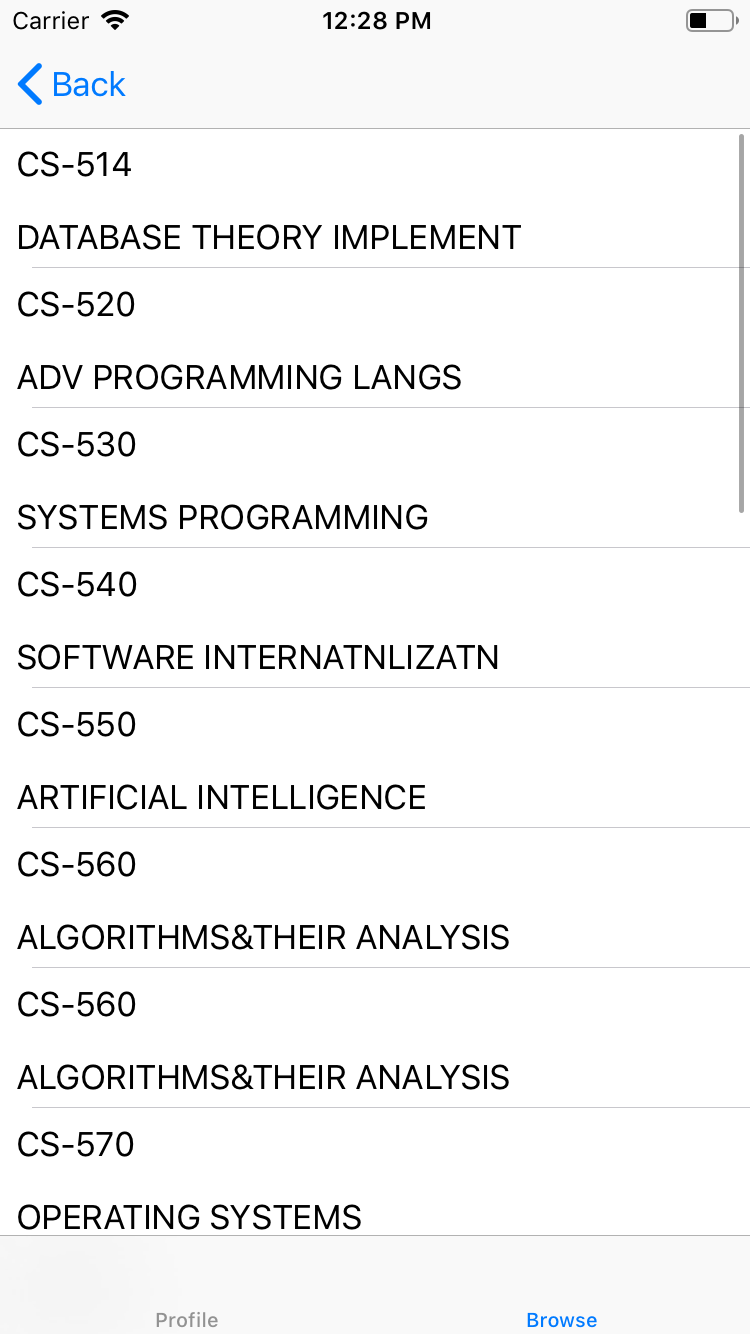 Carrier 12:28 PM
Back
CS-514
DATABASE THEORY IMPLEMENT
CS-520
ADV PROGRAMMING LANGS
CS-530
SYSTEMS PROGRAMMING
CS-540
SOFTWARE INTERNATNLIZATN
CS-550
ARTIFICIAL INTELLIGENCE
CS-560
ALGORITHMS&THEIR ANALYSIS
CS-560
ALGORITHMS&THEIR ANALYSIS
CS-570
OPERATING SYSTEMS
Profile Browse